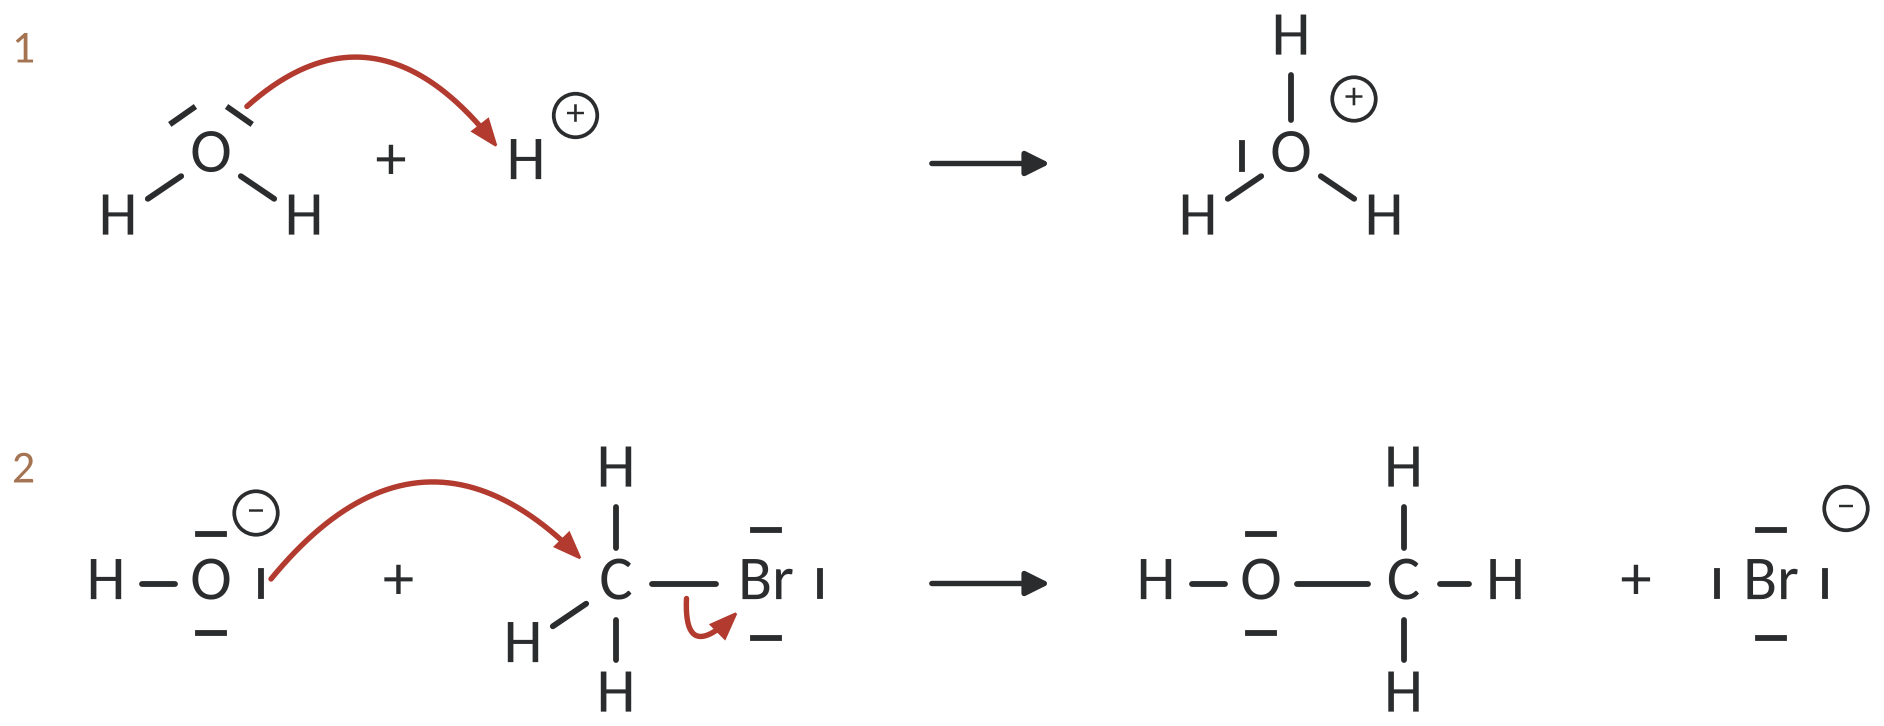 1
H
O + H +
H H
H
+
O
H H
2
H
− −
H O + C Br H O C H + Br
H
H H